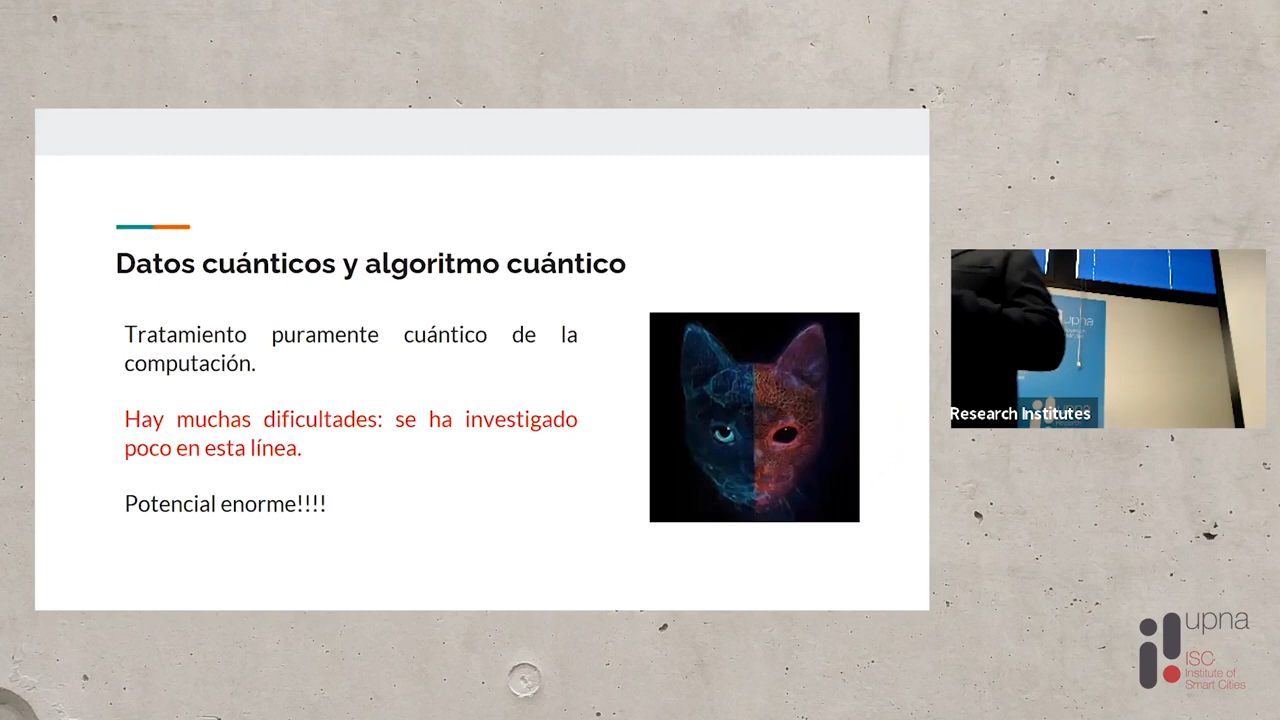 Datos cuánticos y algoritmo cuántico
Tratamiento puramente cuántico de la
computación.
Hay muchas dificultades: se ha investigado
poco en esta línea.
Potencial enorme!!!!
upna
Research Institutes
upna
ISC
Institute of
Smart Cities